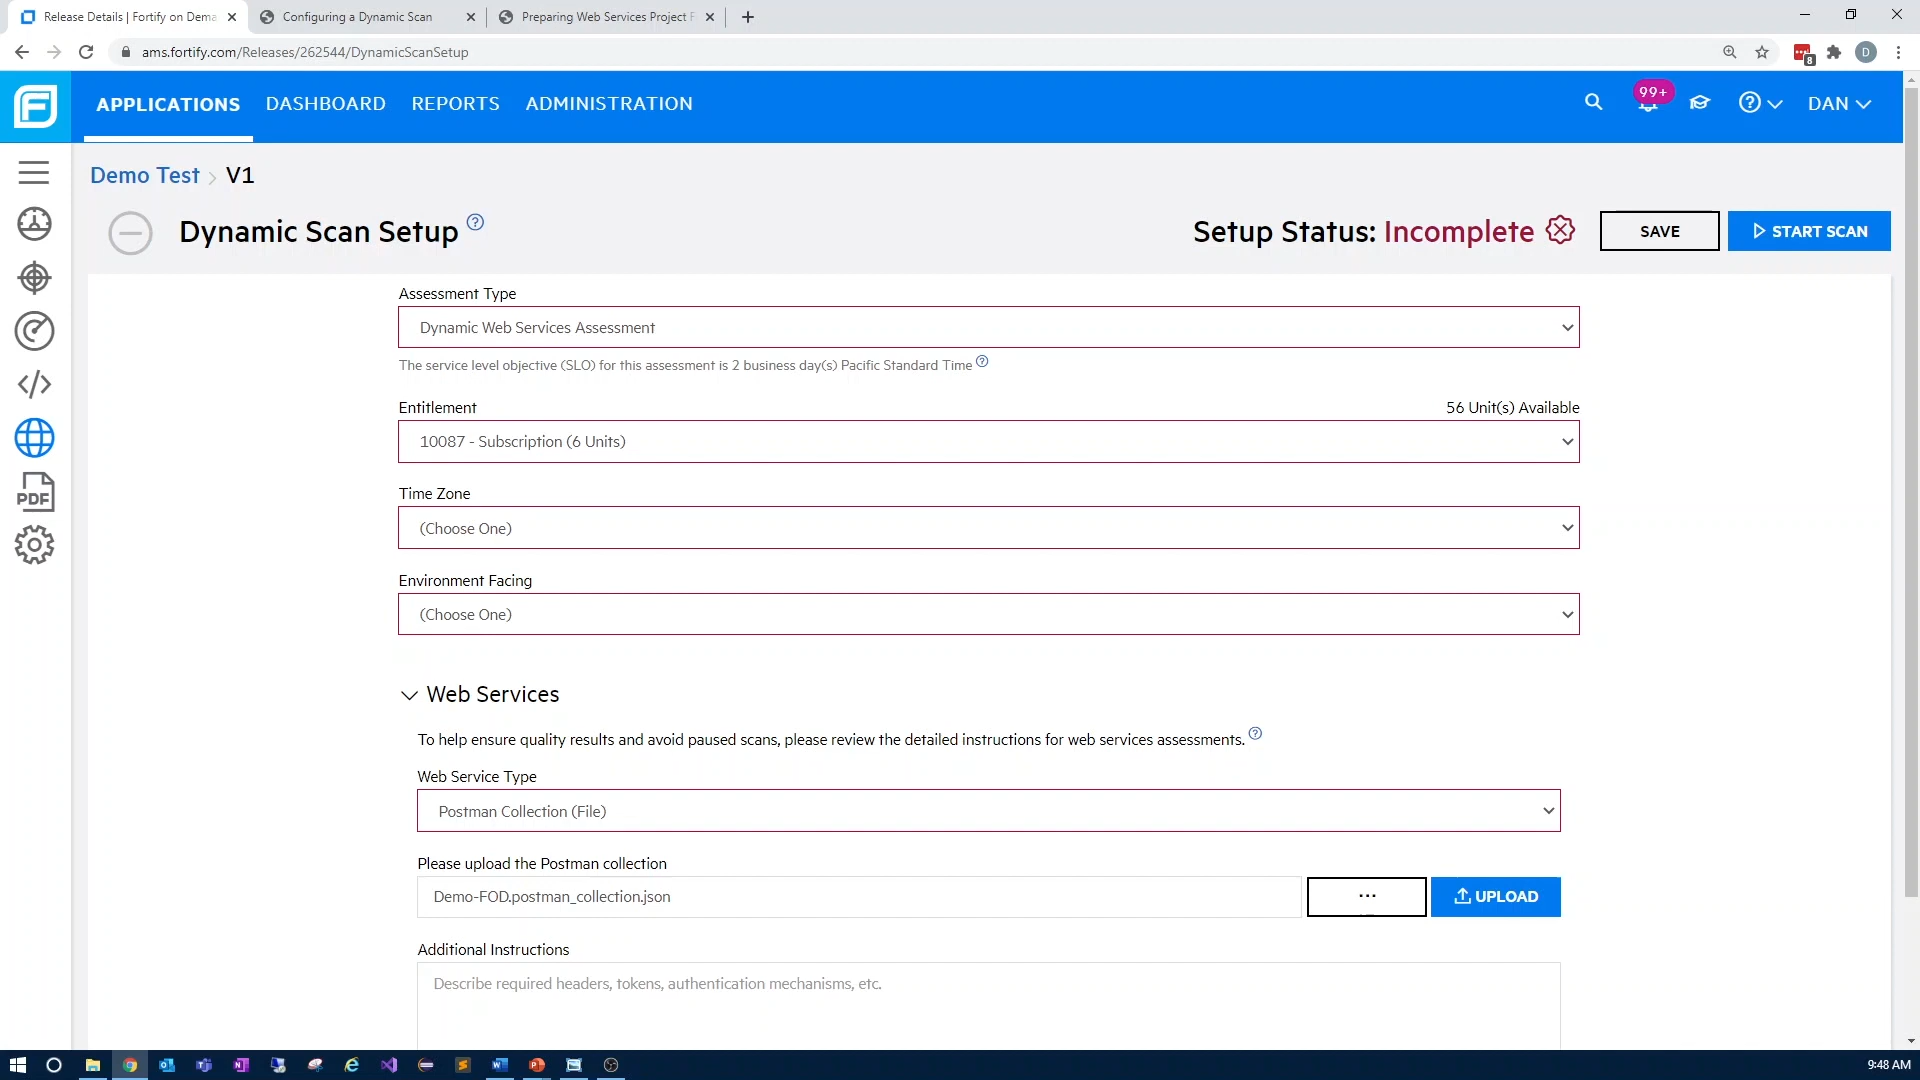 Release Details | Fortify on Dema
Configuring a Dynamic Scan
Preparing Web Services Project F
ams.fortify.com/Releases/262544/DynamicScanSetup
8
D
APPLICATIONS
DASHBOARD
REPORTS
ADMINISTRATION
99+
DAN
Demo Test > V1
Dynamic Scan Setup
Setup Status: Incomplete
SAVE
START SCAN
Assessment Type
Dynamic Web Services Assessment
The service level objective (SLO) for this assessment is 2 business day(s) Pacific Standard Time
Entitlement
56 Unit(s) Available
10087 - Subscription (6 Units)
Time Zone
(Choose One)
Environment Facing
(Choose One)
PDF
Web Services
To help ensure quality results and avoid paused scans, please review the detailed instructions for web services assessments.
Web Service Type
Postman Collection (File)
Please upload the Postman collection
Demo-FOD.postman_collection.json
...
UPLOAD
Additional Instructions
Describe required headers, tokens, authentication mechanisms, etc.
9:48 AM